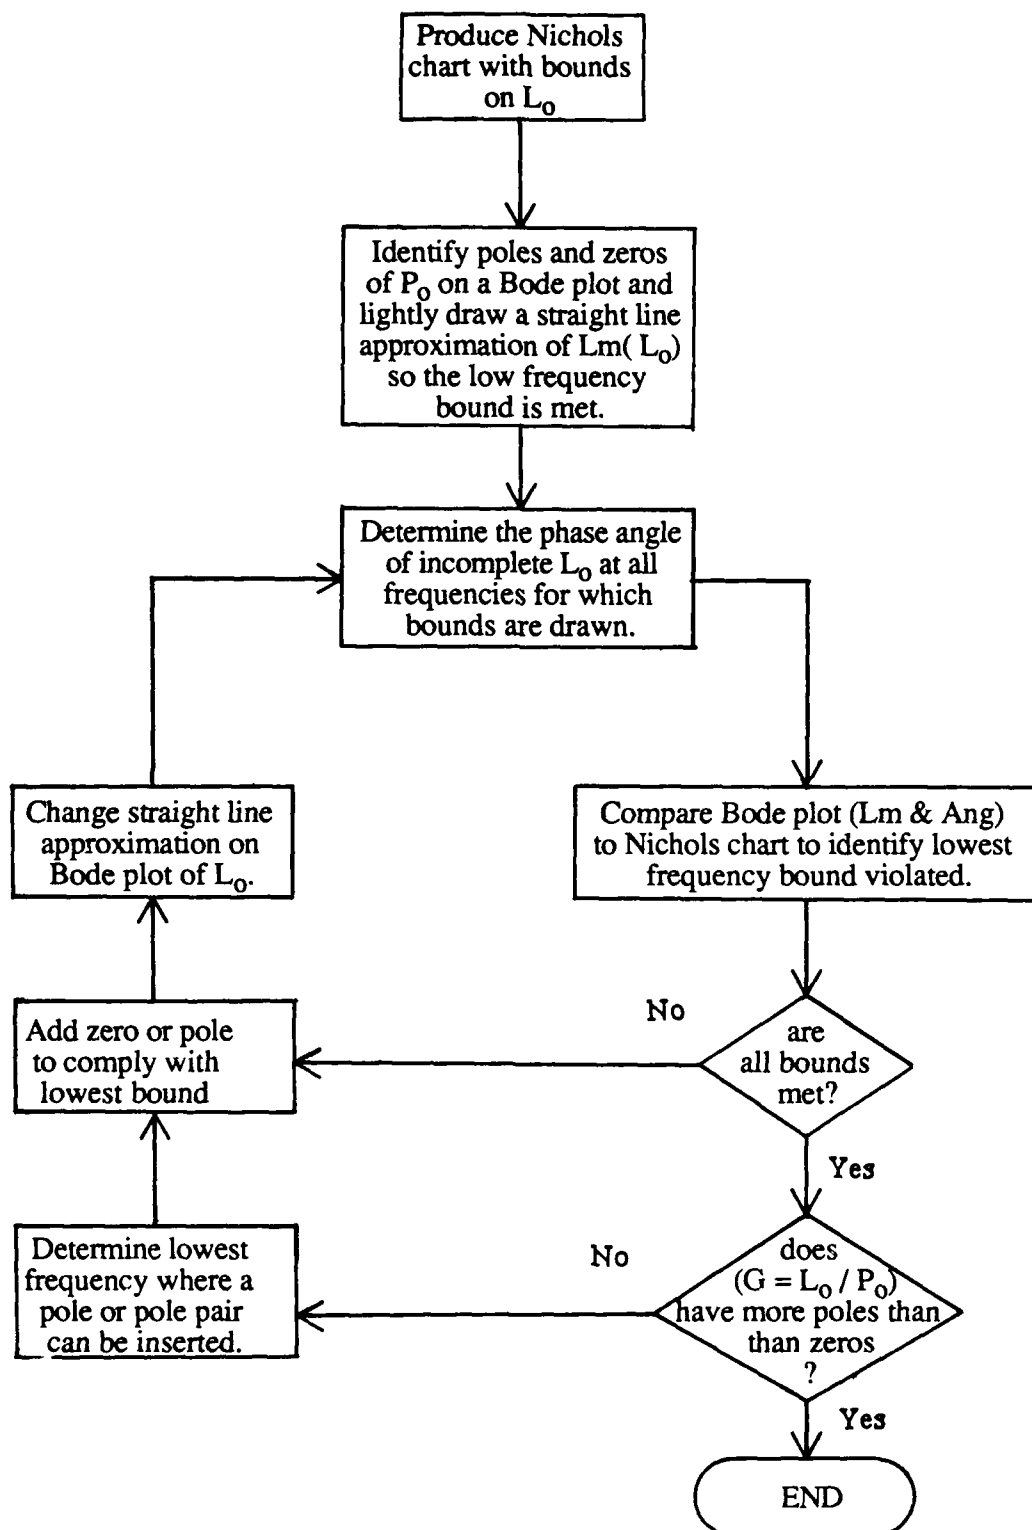 Produce Nichols
chart with bounds
on L₀
Identify poles and zeros
of P₀ on a Bode plot and
lightly draw a straight line
approximation of Lm( L₀)
so the low frequency
bound is met.
Determine the phase angle
of incomplete L₀ at all
frequencies for which
bounds are drawn.
Change straight line
approximation on
Bode plot of L₀.
Compare Bode plot (Lm & Ang)
to Nichols chart to identify lowest
frequency bound violated.
No
are
all bounds
met?
Add zero or pole
to comply with
lowest bound
Yes
Determine lowest
frequency where a
pole or pole pair
can be inserted.
No
does
(G = L₀ / P₀)
have more poles than
than zeros
?
Yes
END